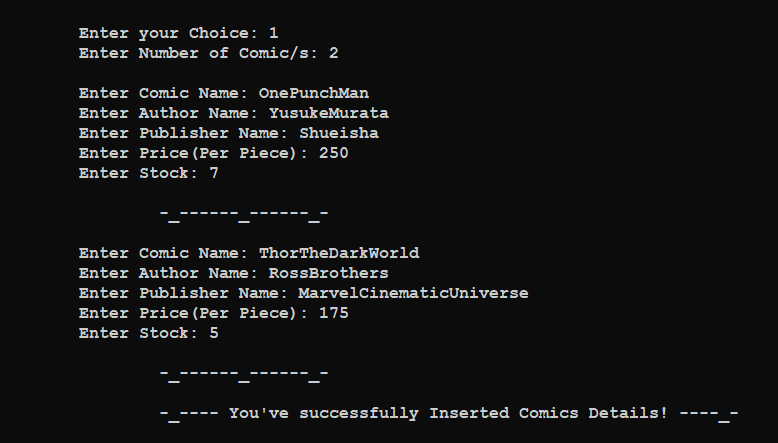 Enter your Choice: 1
Enter Number of Comic/s: 2
Enter Comic Name: OnePunchMan
Enter Author Name: YusukeMurata
Enter Publisher Name: Shueisha
Enter Price(Per Piece): 250
Enter Stock: 7
-_------_------_-
Enter Comic Name: ThorTheDarkWorld
Enter Author Name: RossBrothers
Enter Publisher Name: MarvelCinematicUniverse
Enter Price(Per Piece): 175
Enter Stock: 5
-_------_------_-
-_---- You've successfully Inserted Comics Details! ----_-